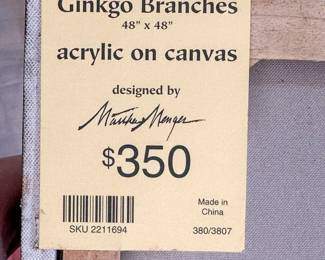 Ginkgo Branches
48" x 48"
acrylic on canvas
designed by
$350
Made in
China
SKU 2211694
380/3807